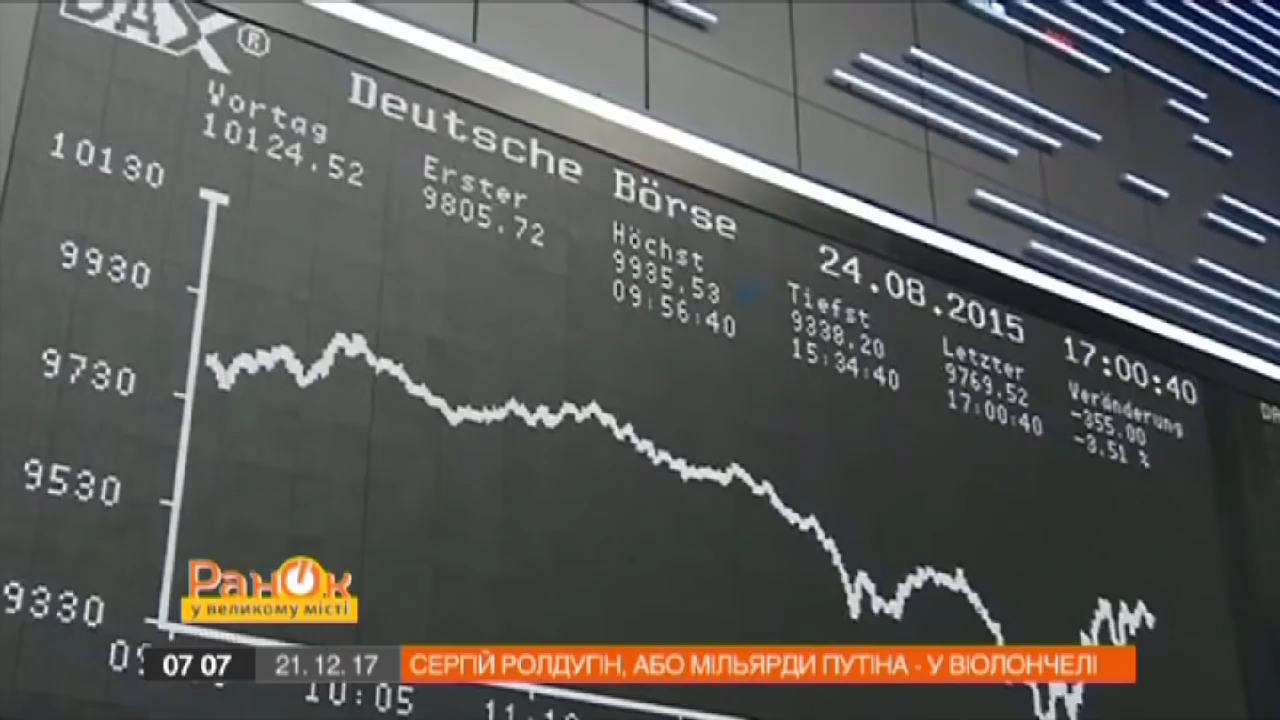 DAX®
Deutsche Börse 24.08.2015 17:00:40
Vortag
10124.52
Erster
9805.72
Höchst
9935.53
09:56:40
Tiefst
9338.20
15:34:40
Letzter
9769.52
17:00:40
Veränderung
-355.00
-3.51 %
10130
9930
9730
9530
9330
10:05
Ранок
у великому місті
07 07
21. 12. 17
СЕРГІЙ РОЛДУГІН, АБО МІЛЬЯРДИ ПУТІНА - У ВІОЛОНЧЕЛІ